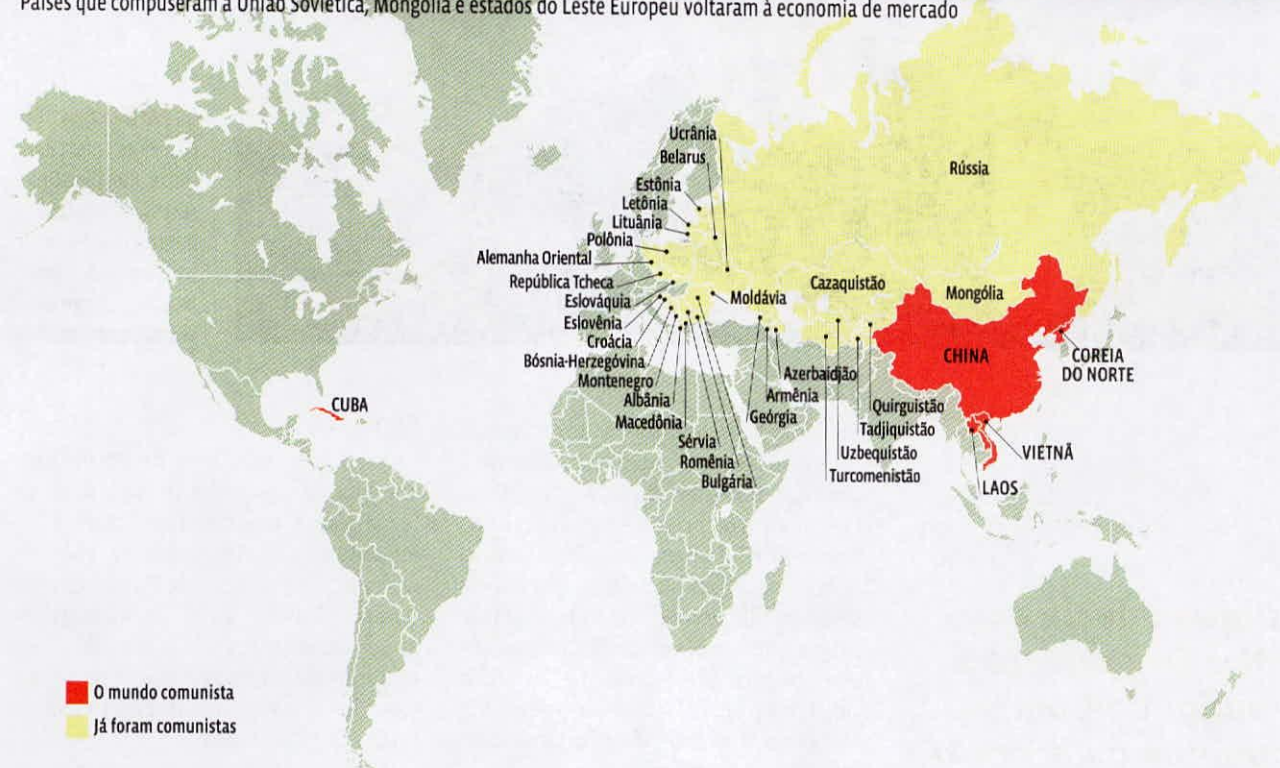 Países que compuseram a União Soviética, Mongólia e estados do Leste Europeu voltaram à economia de mercado
Ucrânia
Belarus
Estônia
Letônia
Lituânia
Polônia
Alemanha Oriental
República Tcheca
Eslováquia
Eslovênia
Croácia
Bósnia-Herzegóvina
Montenegro
Albânia
Macedônia
Sérvia
Romênia
Bulgária
Moldávia
Rússia
Cazaquistão
Mongólia
CHINA
COREIA
DO NORTE
Azerbaidjão
Armênia
Geórgia
Quirguistão
Tadjiquistão
Uzbequistão
Turcomenistão
VIETNÃ
LAOS
CUBA
O mundo comunista
Já foram comunistas